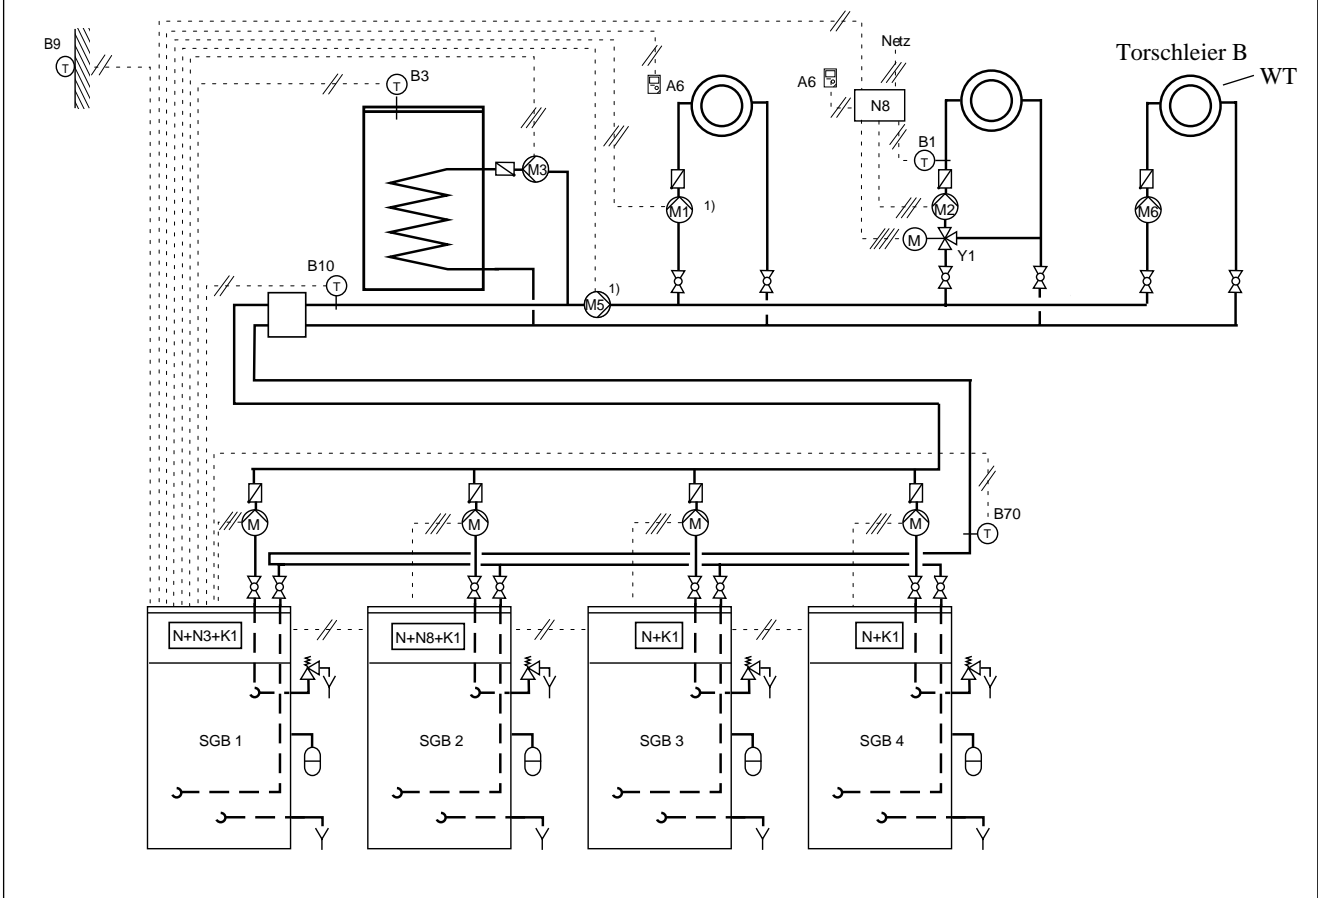 B9
T
B3
T
A6
Netz
A6
N8
Torschleier B
WT
B1
T
M3
M1
1)
M2
M
Y1
M6
B10
T
1)
M5
M
M
M
M
B70
T
N+N3+K1
N+N8+K1
N+K1
N+K1
SGB 1
SGB 2
SGB 3
SGB 4